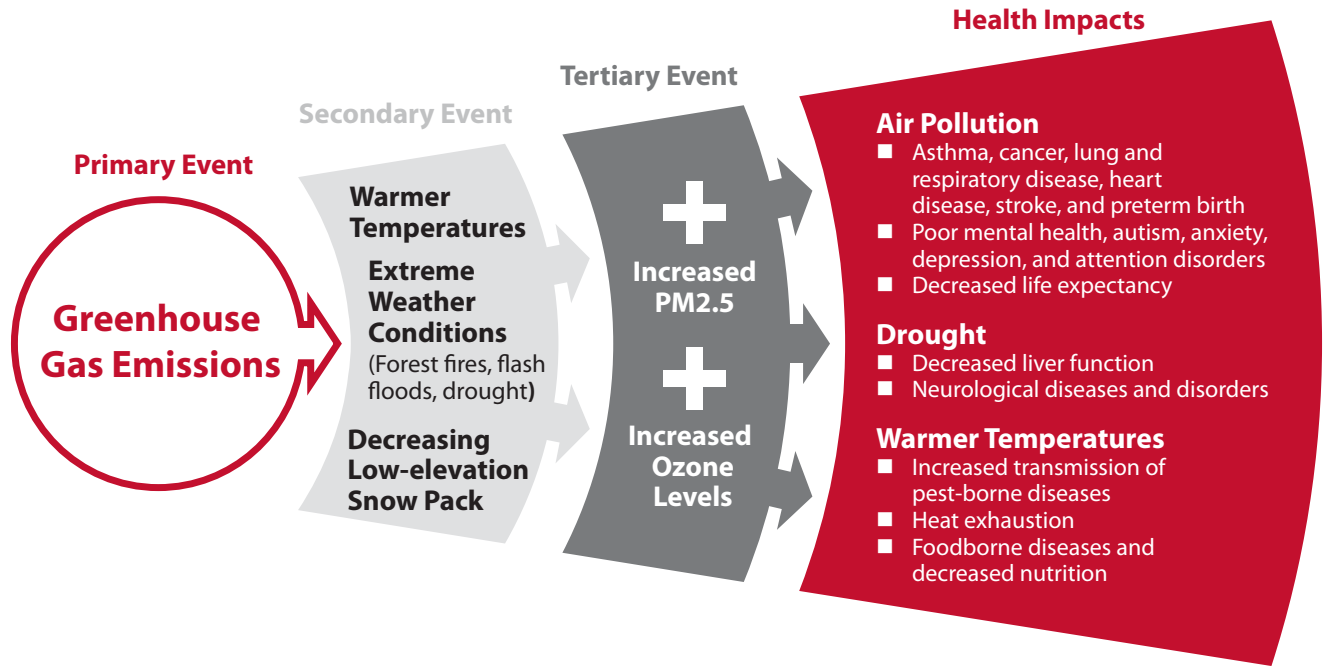 Primary Event
Greenhouse
Gas Emissions
Secondary Event
Warmer
Temperatures
Extreme
Weather
Conditions
(Forest fires, flash
floods, drought)
Decreasing
Low-elevation
Snow Pack
Tertiary Event
+
Increased
PM2.5
+
Increased
Ozone
Levels
Health Impacts
Air Pollution
■ Asthma, cancer, lung and
respiratory disease, heart
disease, stroke, and preterm birth
■ Poor mental health, autism, anxiety,
depression, and attention disorders
■ Decreased life expectancy
Drought
■ Decreased liver function
■ Neurological diseases and disorders
Warmer Temperatures
■ Increased transmission of
pest-borne diseases
■ Heat exhaustion
■ Foodborne diseases and
decreased nutrition